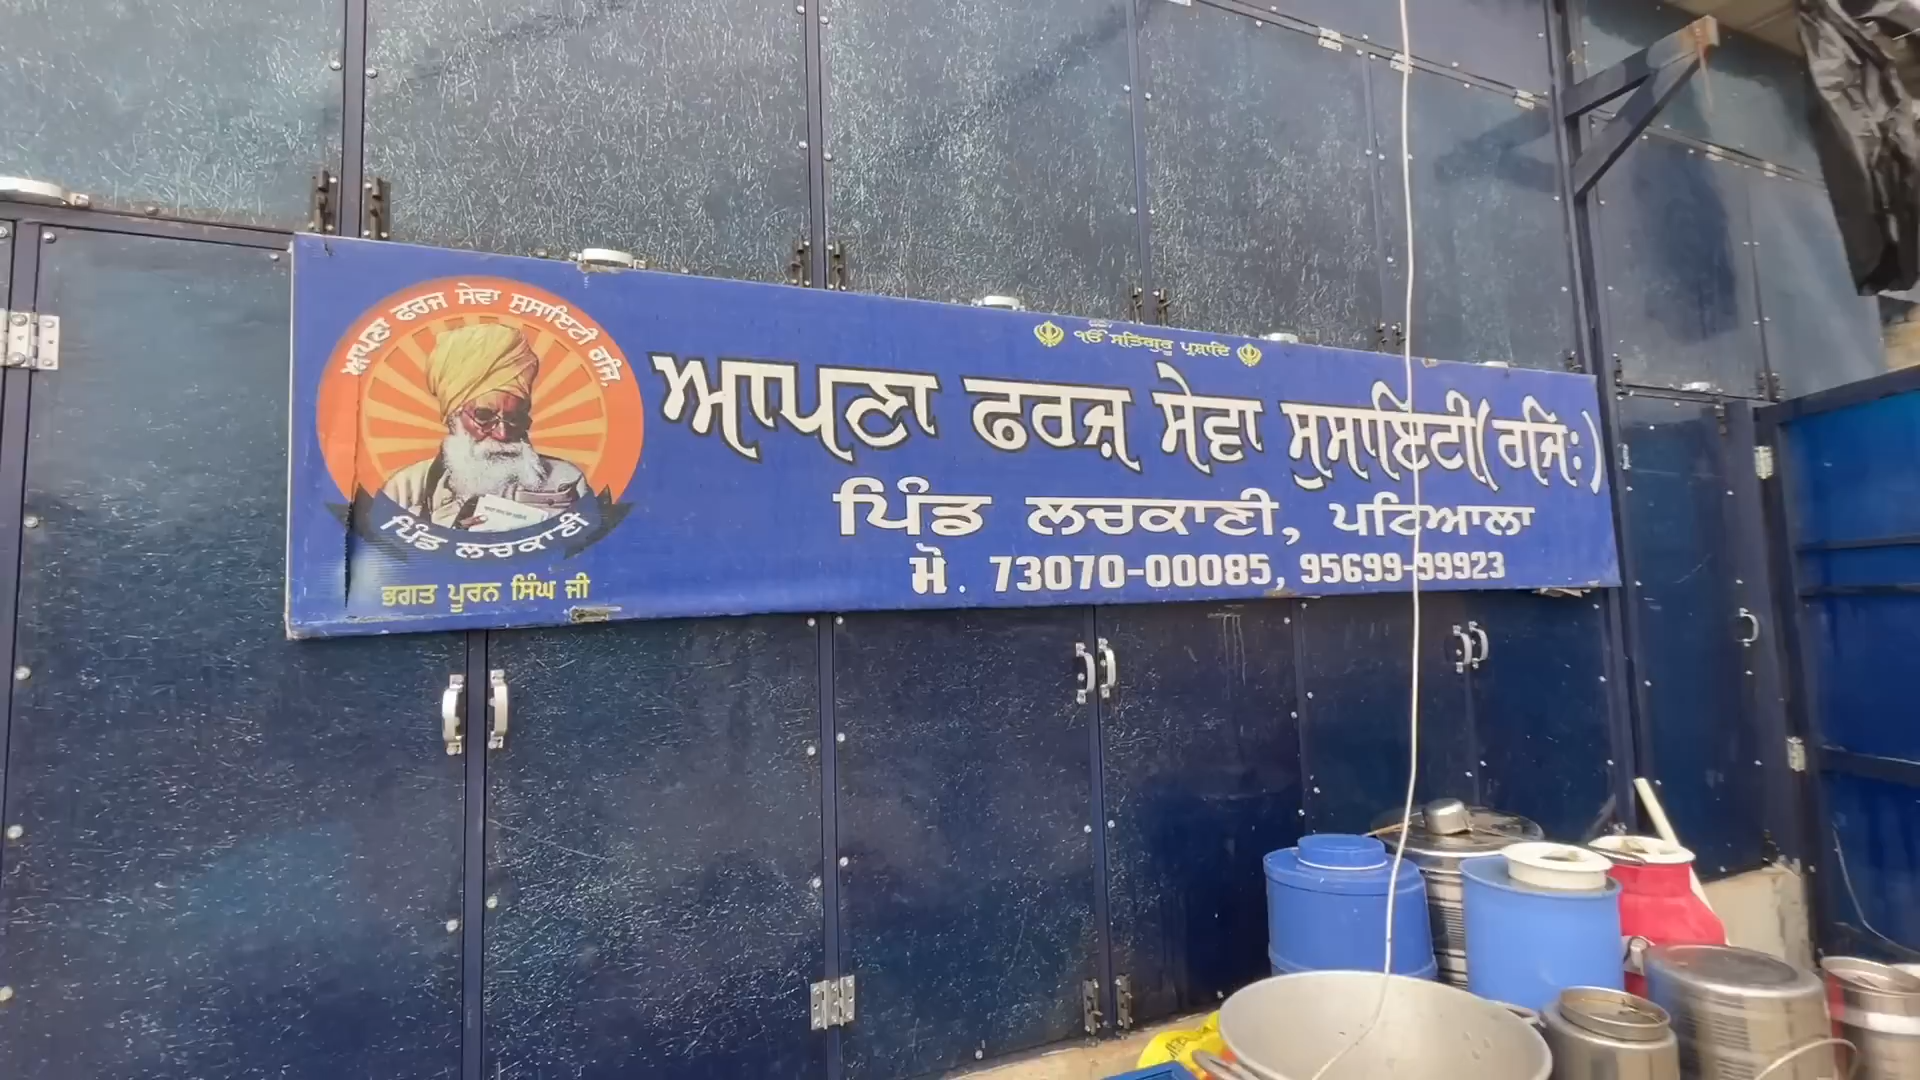 ਆਪਣਾ ਫਰਜ ਸੇਵਾ ਸੁਸਾਇਟੀ ਰਜਿ.
ਪਿੰਡ ਲਚਕਾਣੀ
ਭਗਤ ਪੂਰਨ ਸਿੰਘ ਜੀ
ੴ ਸਤਿਗੁਰੂ ਪ੍ਰਸ਼ਾਦਿ
ਆਪਣਾ ਫਰਜ਼ ਸੇਵਾ ਸੁਸਾਇਟੀ(ਰਜਿ:)
ਪਿੰਡ ਲਚਕਾਣੀ, ਪਟਿਆਲਾ
ਮੋ. 73070-00085, 95699-99923